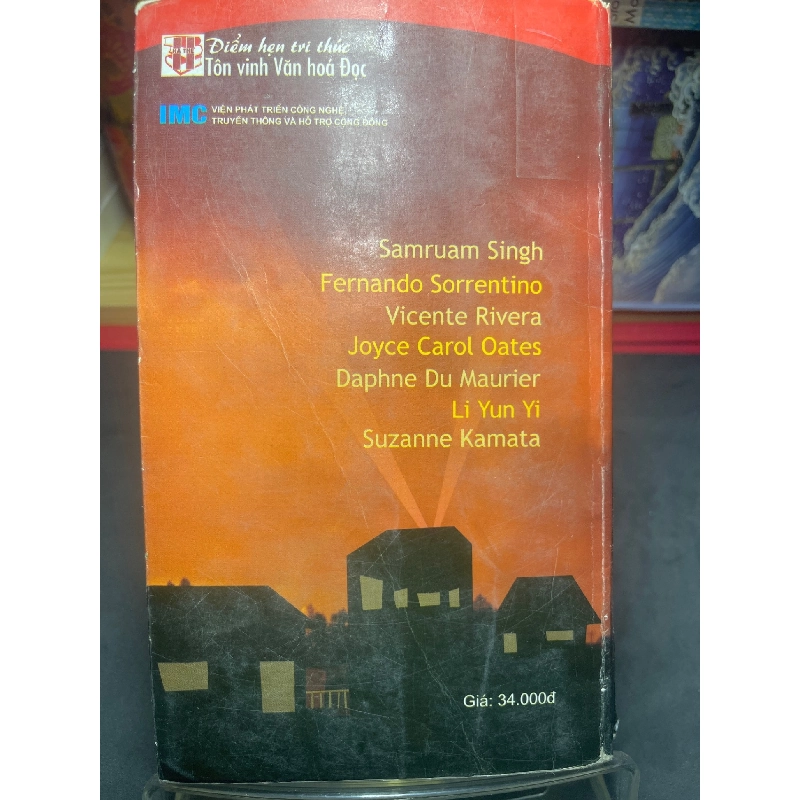 Điểm hẹn tri thức
Tôn vinh Văn hoá Đọc
IMC VIỆN PHÁT TRIỂN CÔNG NGHỆ,
TRUYỀN THÔNG VÀ HỖ TRỢ CỘNG ĐỒNG
Samruam Singh
Fernando Sorrentino
Vicente Rivera
Joyce Carol Oates
Daphne Du Maurier
Li Yun Yi
Suzanne Kamata
Giá: 34.000đ